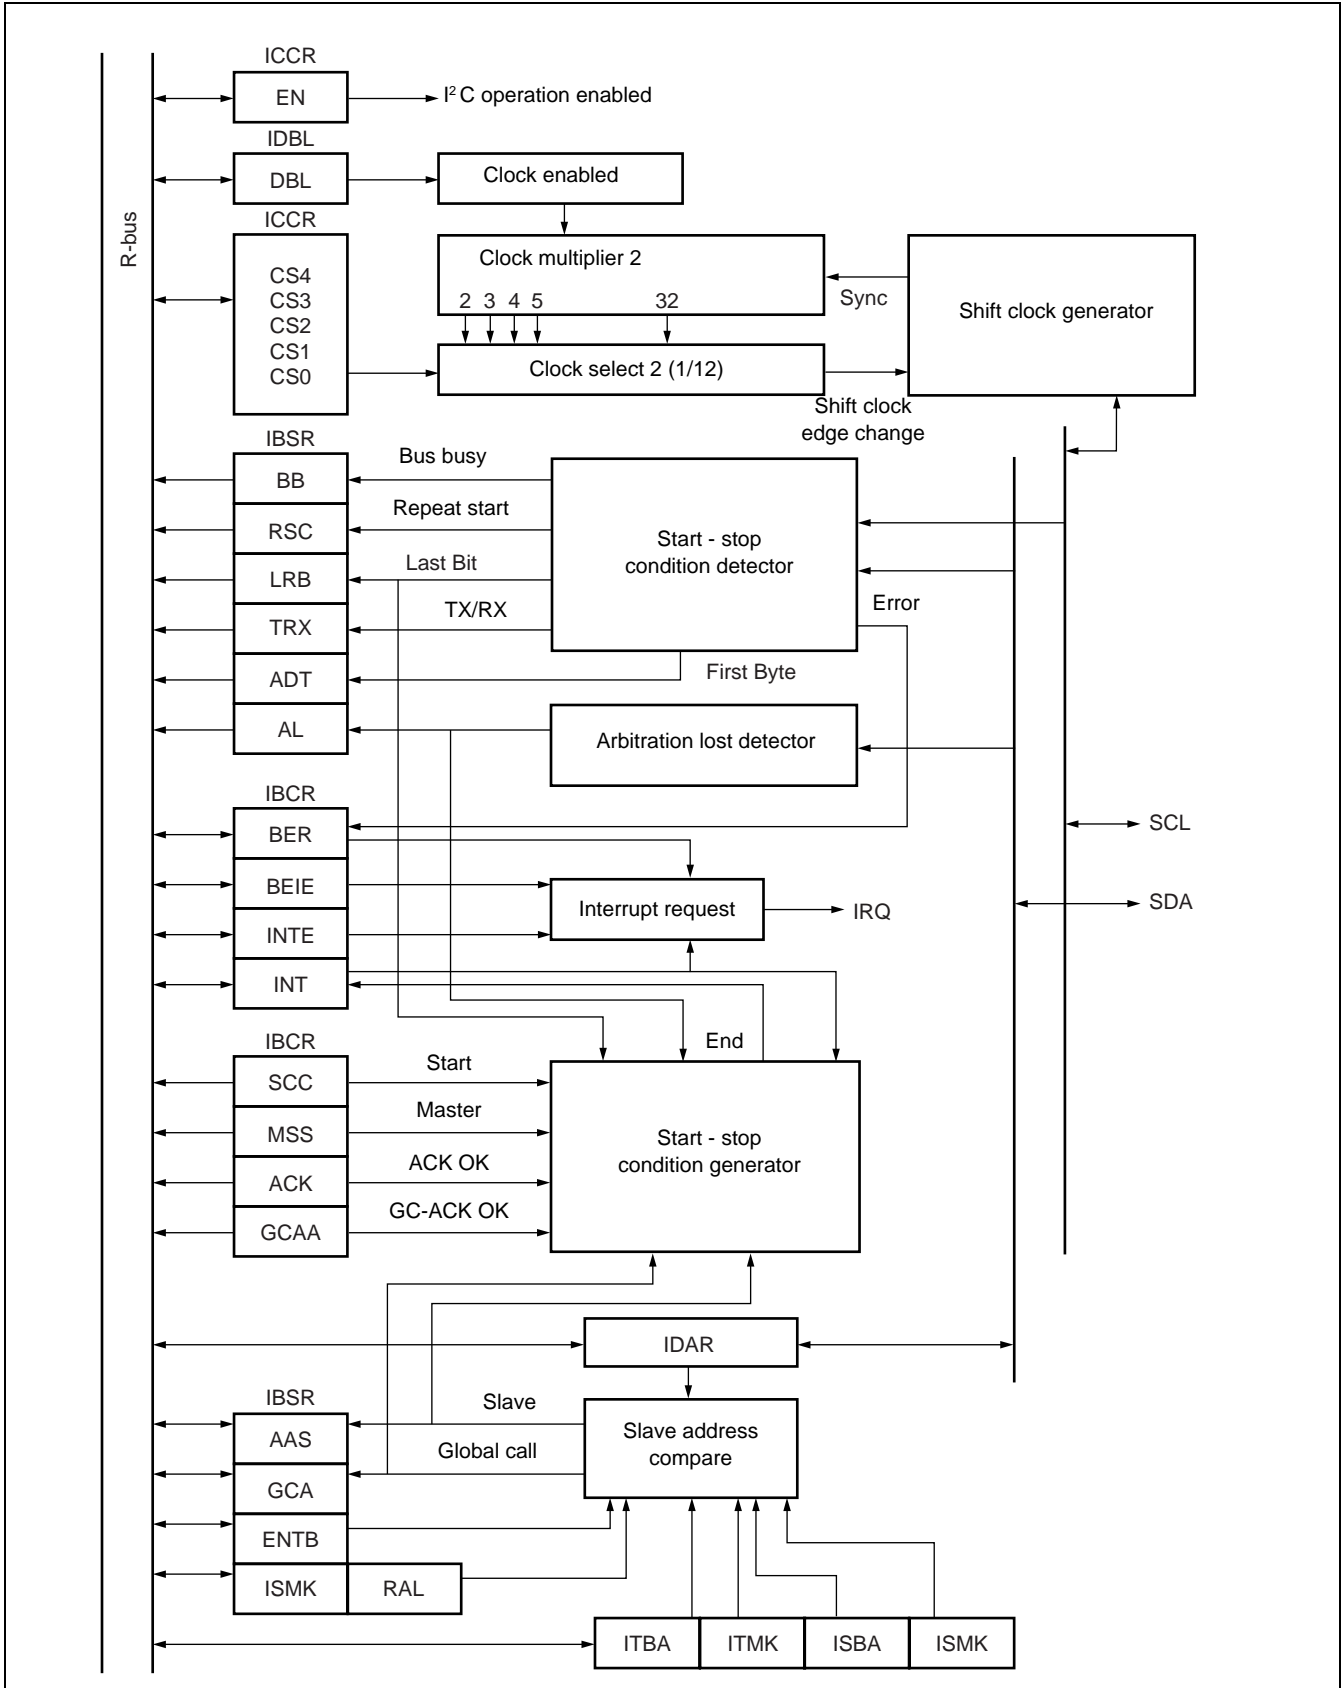 ICCR
EN
I² C operation enabled
IDBL
DBL
Clock enabled
ICCR
R-bus
CS4
CS3
CS2
CS1
CS0
Clock multiplier 2
2 3 4 5 32
Sync
Shift clock generator
Clock select 2 (1/12)
Shift clock
edge change
IBSR
BB
Bus busy
RSC
Repeat start
LRB
Last Bit
TRX
TX/RX
ADT
First Byte
AL
Start - stop
condition detector
Error
Arbitration lost detector
IBCR
BER
BEIE
INTE
INT
Interrupt request
IRQ
SCL
SDA
End
IBCR
SCC
Start
MSS
Master
ACK
ACK OK
GCAA
GC-ACK OK
Start - stop
condition generator
IDAR
IBSR
AAS
Slave
GCA
Global call
ENTB
ISMK
RAL
Slave address
compare
ITBA
ITMK
ISBA
ISMK